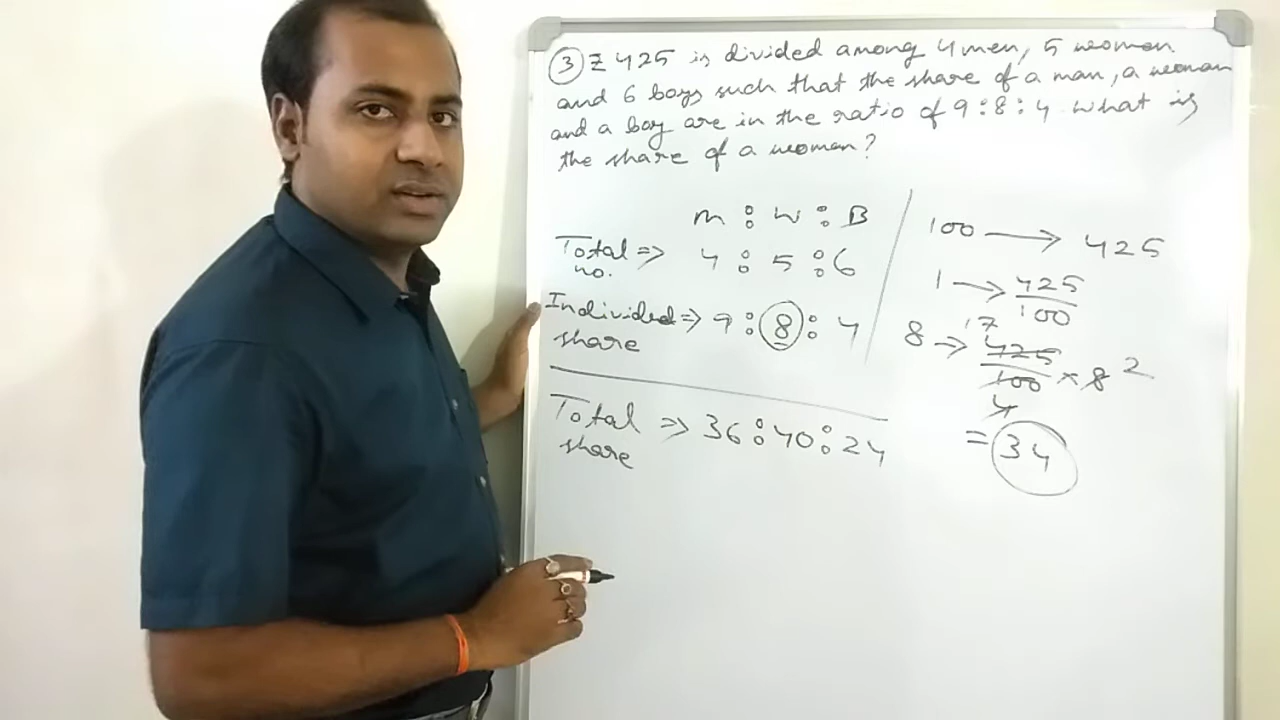 ③ ₹ 425 is divided among 4 men, 5 women
and 6 boys such that the share of a man, a woman
and a boy are in the ratio of 9:8:4. what is
the share of a woman?
m : w : B
Total no. ⇒ 4 : 5 : 6
Individed share ⇒ 9 : 8 : 4
Total share ⇒ 36 : 40 : 24
100 → 425
1 → 425/100
8 → 425/100 × 8
17 4 2
= 34